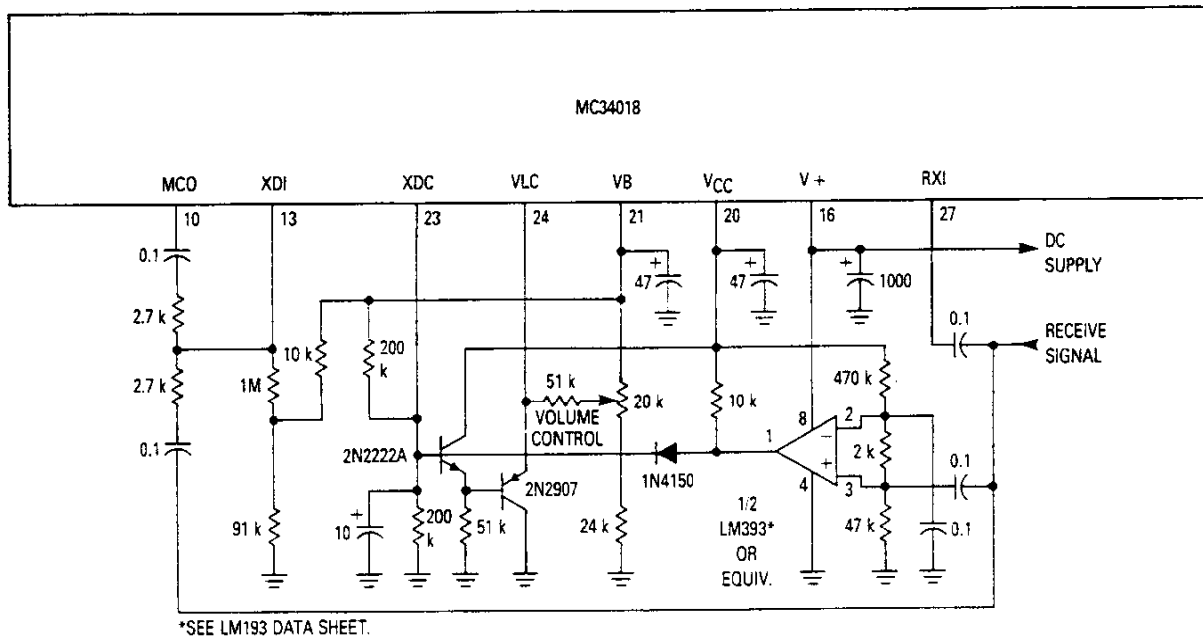 MC34018
MCO XDI XDC VLC VB VCC V+ RXI
10 13 23 24 21 20 16 27
DC
SUPPLY
0.1
+
47
+
47
+
1000
2.7 k
0.1
RECEIVE
SIGNAL
10 k
200
k
2.7 k
1M
51 k
VOLUME
CONTROL
20 k
10 k
470 k
8
2
1
−
+
2 k
4
3
0.1
0.1
2N2222A
2N2907
1N4150
+
10
91 k
200
k
51 k
24 k
1/2
LM393*
OR
EQUIV.
47 k
0.1
*SEE LM193 DATA SHEET.